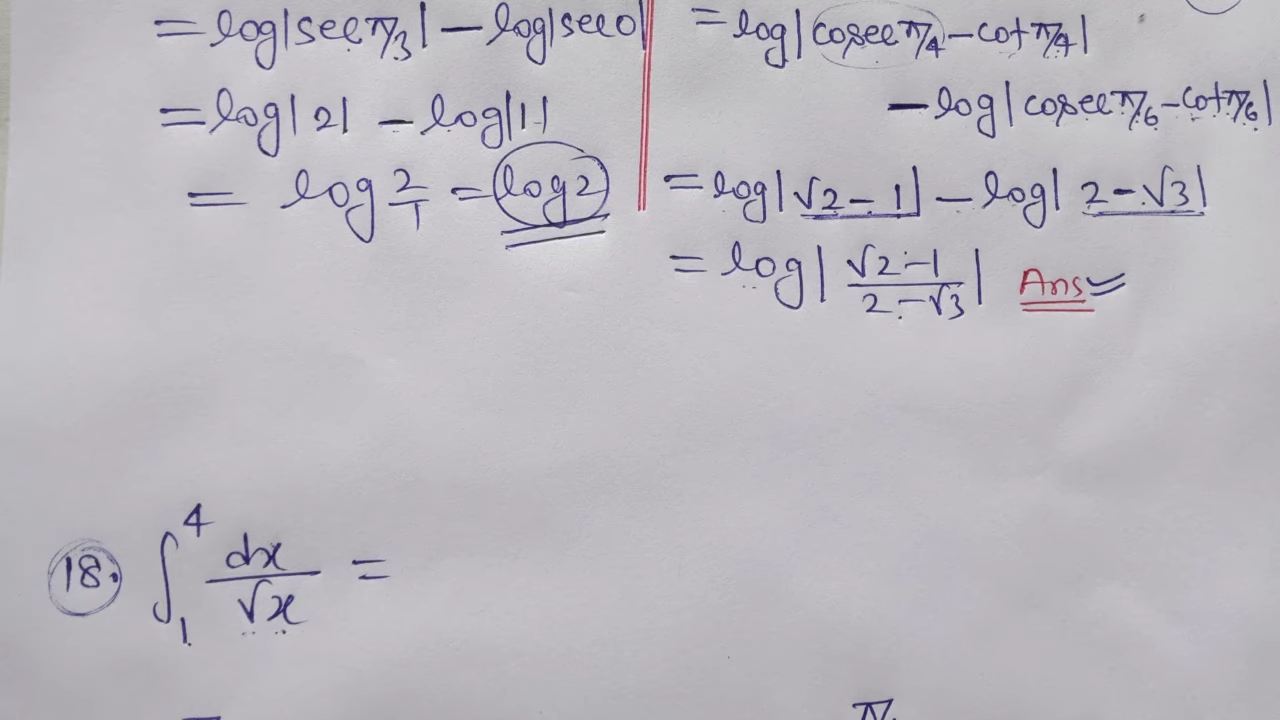 = log|sec π/3| - log|sec 0|
= log|2| - log|1|
= log 2/1 = log 2
= log|cosec π/4 - cot π/4|
- log|cosec π/6 - cot π/6|
= log|√2 - 1| - log|2 - √3|
= log|(√2 - 1)/(2 - √3)| Ans
18. ∫₁⁴ dx/√x =
π